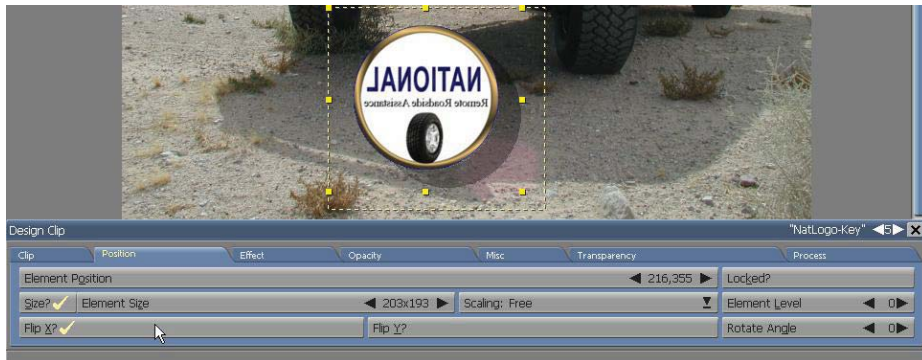 NATIONAL
Remote Roadside Assistance
Design Clip "NatLogo-Key" 5
Clip Position Effect Opacity Misc Transparency Process
Element Position 216,355 Locked?
Size? Element Size 203x193 Scaling: Free Element Level 0
Flip X? Flip Y? Rotate Angle 0